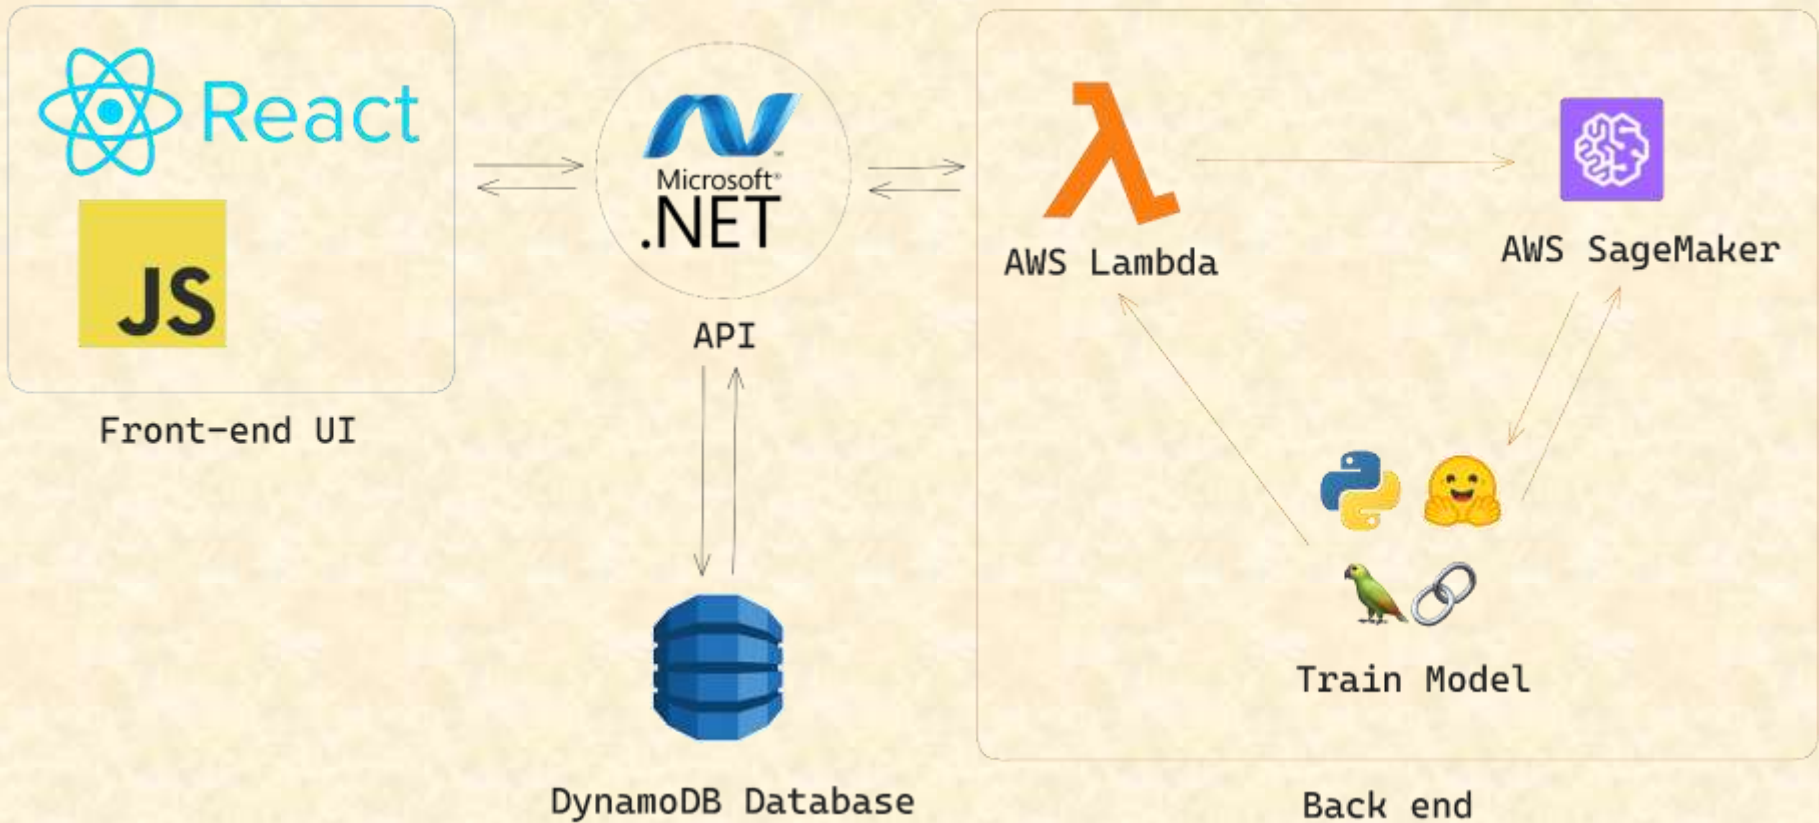 React
JS
Front-end UI
Microsoft®
.NET
API
DynamoDB Database
AWS Lambda
AWS SageMaker
Train Model
Back end